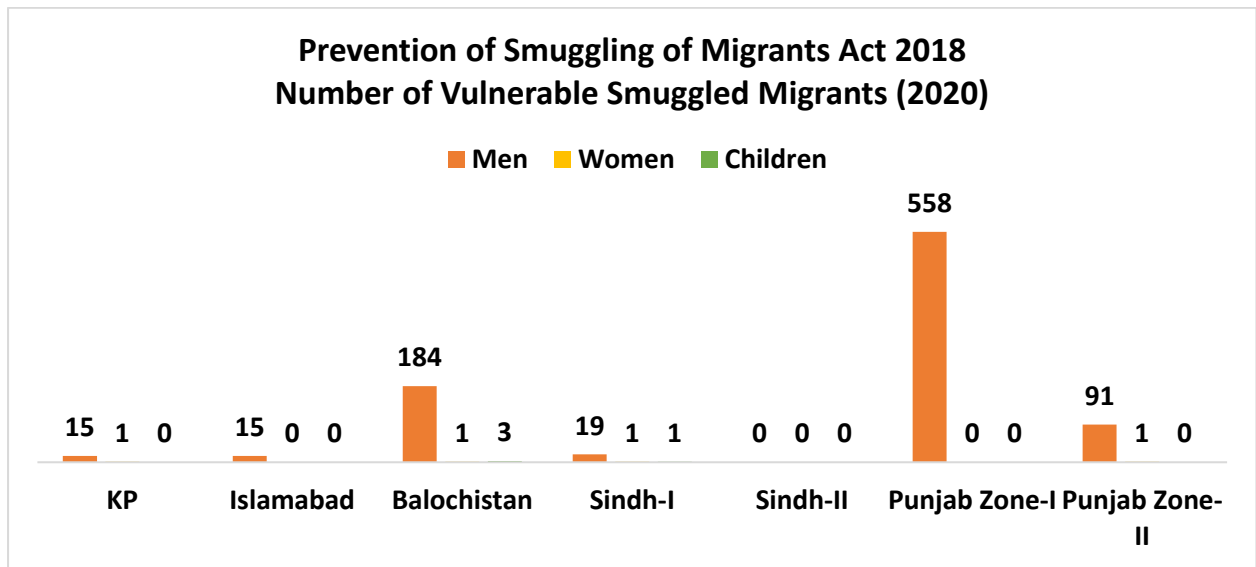 Prevention of Smuggling of Migrants Act 2018
Number of Vulnerable Smuggled Migrants (2020)
Men Women Children
558
184
91
15 1 0 15 0 0 1 3 19 1 1 0 0 0 0 0 1 0
KP Islamabad Balochistan Sindh-I Sindh-II Punjab Zone-I Punjab Zone-
II